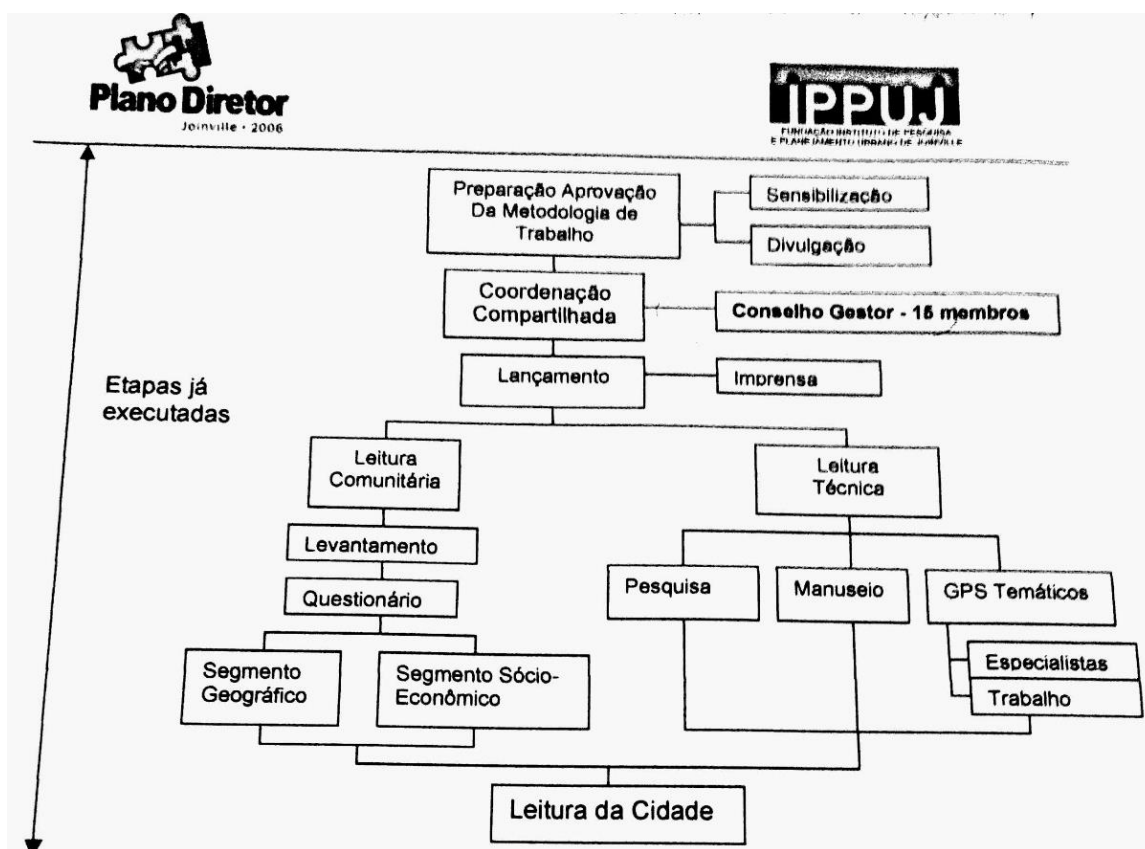 Plano Diretor
Joinville • 2006
IPPUJ
FUNDAÇÃO INSTITUTO DE PESQUISA
E PLANEJAMENTO URBANO DE JOINVILLE
Preparação Aprovação
Da Metodologia de
Trabalho
Sensibilização
Divulgação
Coordenação
Compartilhada
Conselho Gestor - 15 membros
Lançamento
Imprensa
Etapas já
executadas
Leitura
Comunitária
Leitura
Técnica
Levantamento
Questionário
Pesquisa
Manuseio
GPS Temáticos
Segmento
Geográfico
Segmento Sócio-
Econômico
Especialistas
Trabalho
Leitura da Cidade